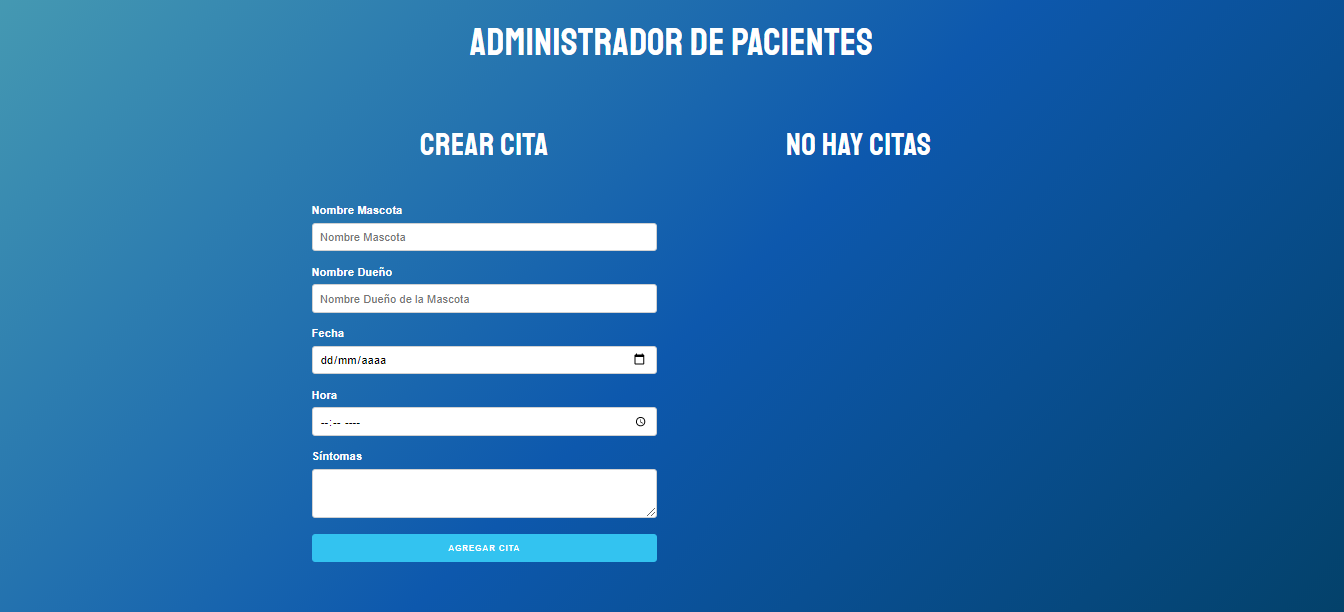 ADMINISTRADOR DE PACIENTES
CREAR CITA
NO HAY CITAS
Nombre Mascota
Nombre Mascota
Nombre Dueño
Nombre Dueño de la Mascota
Fecha
dd/mm/aaaa
Hora
--:-- ----
Síntomas
AGREGAR CITA